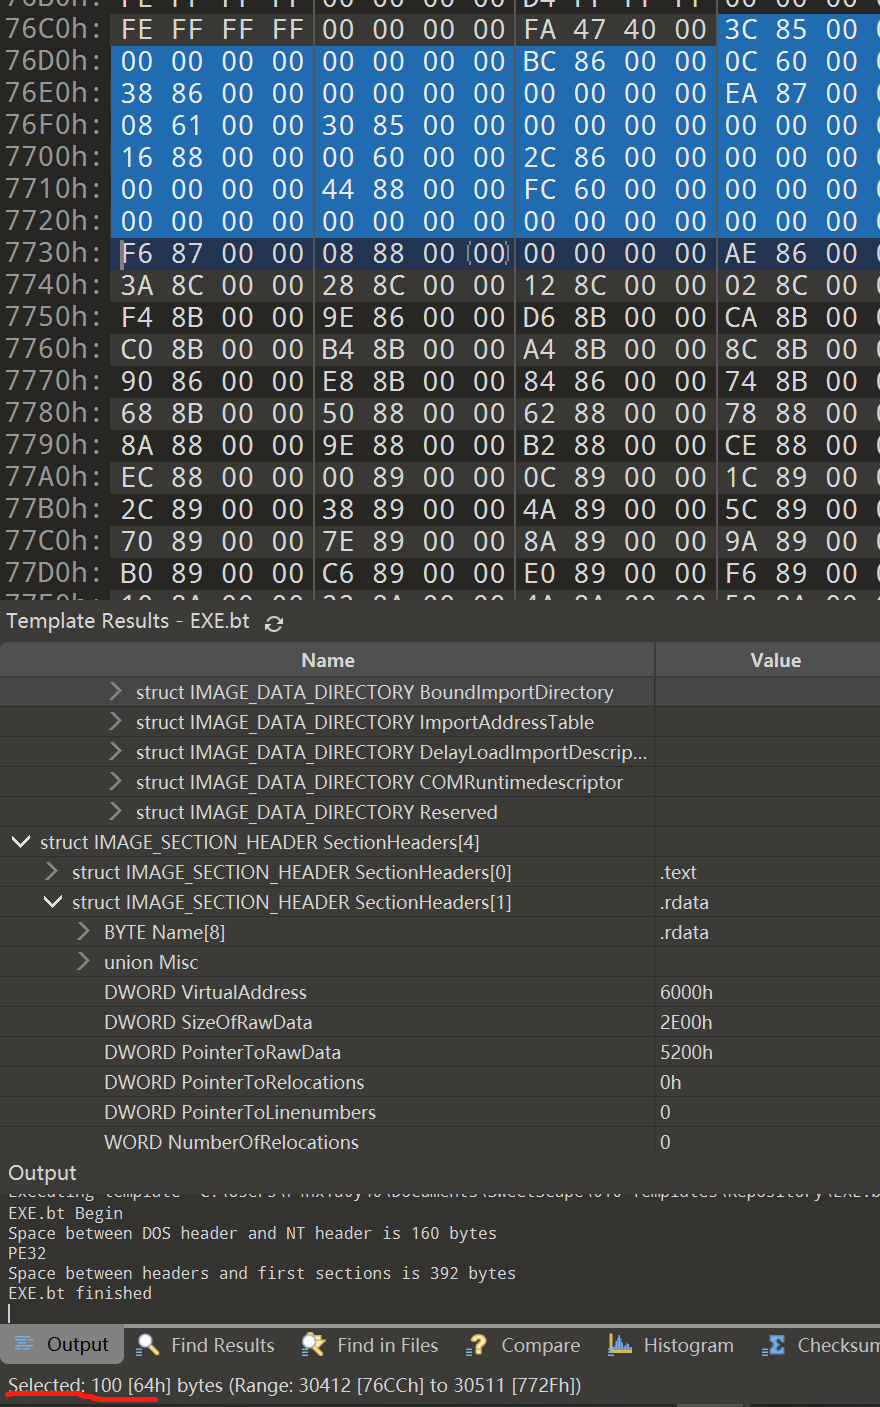 76C0h: FE FF FF FF 00 00 00 00 FA 47 40 00 3C 85 00
76D0h: 00 00 00 00 00 00 00 00 BC 86 00 00 0C 60 00
76E0h: 38 86 00 00 00 00 00 00 00 00 00 00 EA 87 00
76F0h: 08 61 00 00 30 85 00 00 00 00 00 00 00 00 00
7700h: 16 88 00 00 00 60 00 00 2C 86 00 00 00 00 00
7710h: 00 00 00 00 44 88 00 00 FC 60 00 00 00 00 00
7720h: 00 00 00 00 00 00 00 00 00 00 00 00 00 00 00
7730h: F6 87 00 00 08 88 00 00 00 00 00 00 AE 86 00
7740h: 3A 8C 00 00 28 8C 00 00 12 8C 00 00 02 8C 00
7750h: F4 8B 00 00 9E 86 00 00 D6 8B 00 00 CA 8B 00
7760h: C0 8B 00 00 B4 8B 00 00 A4 8B 00 00 8C 8B 00
7770h: 90 86 00 00 E8 8B 00 00 84 86 00 00 74 8B 00
7780h: 68 8B 00 00 50 88 00 00 62 88 00 00 78 88 00
7790h: 8A 88 00 00 9E 88 00 00 B2 88 00 00 CE 88 00
77A0h: EC 88 00 00 00 89 00 00 0C 89 00 00 1C 89 00
77B0h: 2C 89 00 00 38 89 00 00 4A 89 00 00 5C 89 00
77C0h: 70 89 00 00 7E 89 00 00 8A 89 00 00 9A 89 00
77D0h: B0 89 00 00 C6 89 00 00 E0 89 00 00 F6 89 00
Template Results - EXE.bt
Name Value
struct IMAGE_DATA_DIRECTORY BoundImportDirectory
struct IMAGE_DATA_DIRECTORY ImportAddressTable
struct IMAGE_DATA_DIRECTORY DelayLoadImportDescrip...
struct IMAGE_DATA_DIRECTORY COMRuntimedescriptor
struct IMAGE_DATA_DIRECTORY Reserved
struct IMAGE_SECTION_HEADER SectionHeaders[4]
struct IMAGE_SECTION_HEADER SectionHeaders[0] .text
struct IMAGE_SECTION_HEADER SectionHeaders[1] .rdata
BYTE Name[8] .rdata
union Misc
DWORD VirtualAddress 6000h
DWORD SizeOfRawData 2E00h
DWORD PointerToRawData 5200h
DWORD PointerToRelocations 0h
DWORD PointerToLinenumbers 0
WORD NumberOfRelocations 0
Output
EXE.bt Begin
Space between DOS header and NT header is 160 bytes
PE32
Space between headers and first sections is 392 bytes
EXE.bt finished
Output Find Results Find in Files Compare Histogram Checksum
Selected: 100 [64h] bytes (Range: 30412 [76CCh] to 30511 [772Fh])